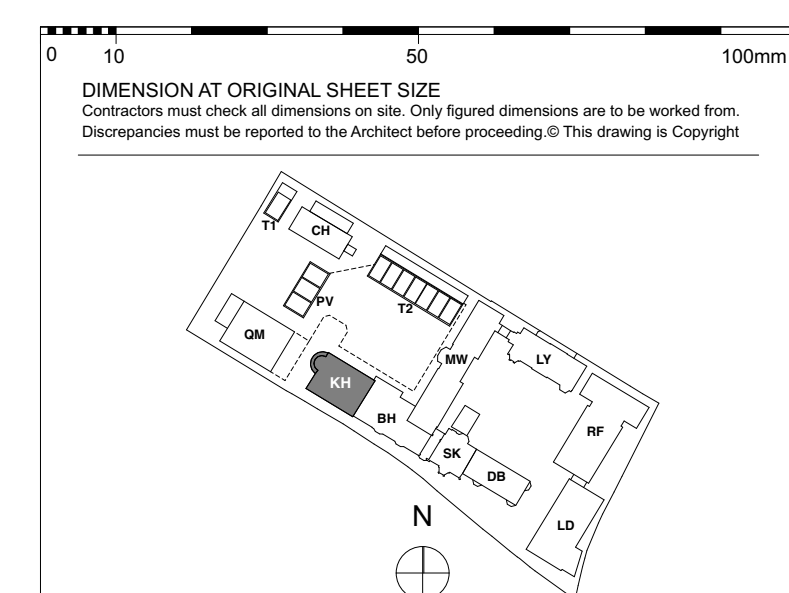 0 10 50 100mm
DIMENSION AT ORIGINAL SHEET SIZE
Contractors must check all dimensions on site. Only figured dimensions are to be worked from.
Discrepancies must be reported to the Architect before proceeding.© This drawing is Copyright
T1
CH
PV
T2
QM
MW
LY
KH
BH
RF
SK
DB
LD
N